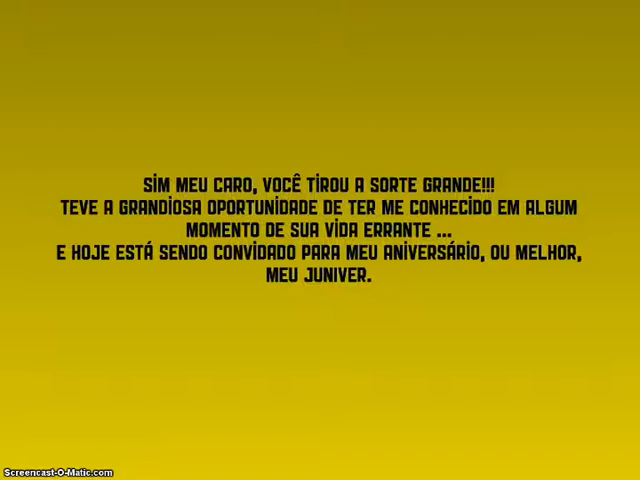 SIM MEU CARO, VOCÊ TIROU A SORTE GRANDE!!!
TEVE A GRANDIOSA OPORTUNIDADE DE TER ME CONHECIDO EM ALGUM
MOMENTO DE SUA VIDA ERRANTE ...
E HOJE ESTÁ SENDO CONVIDADO PARA MEU ANIVERSÁRIO, OU MELHOR,
MEU JUNIVER.
Screencast-O-Matic.com